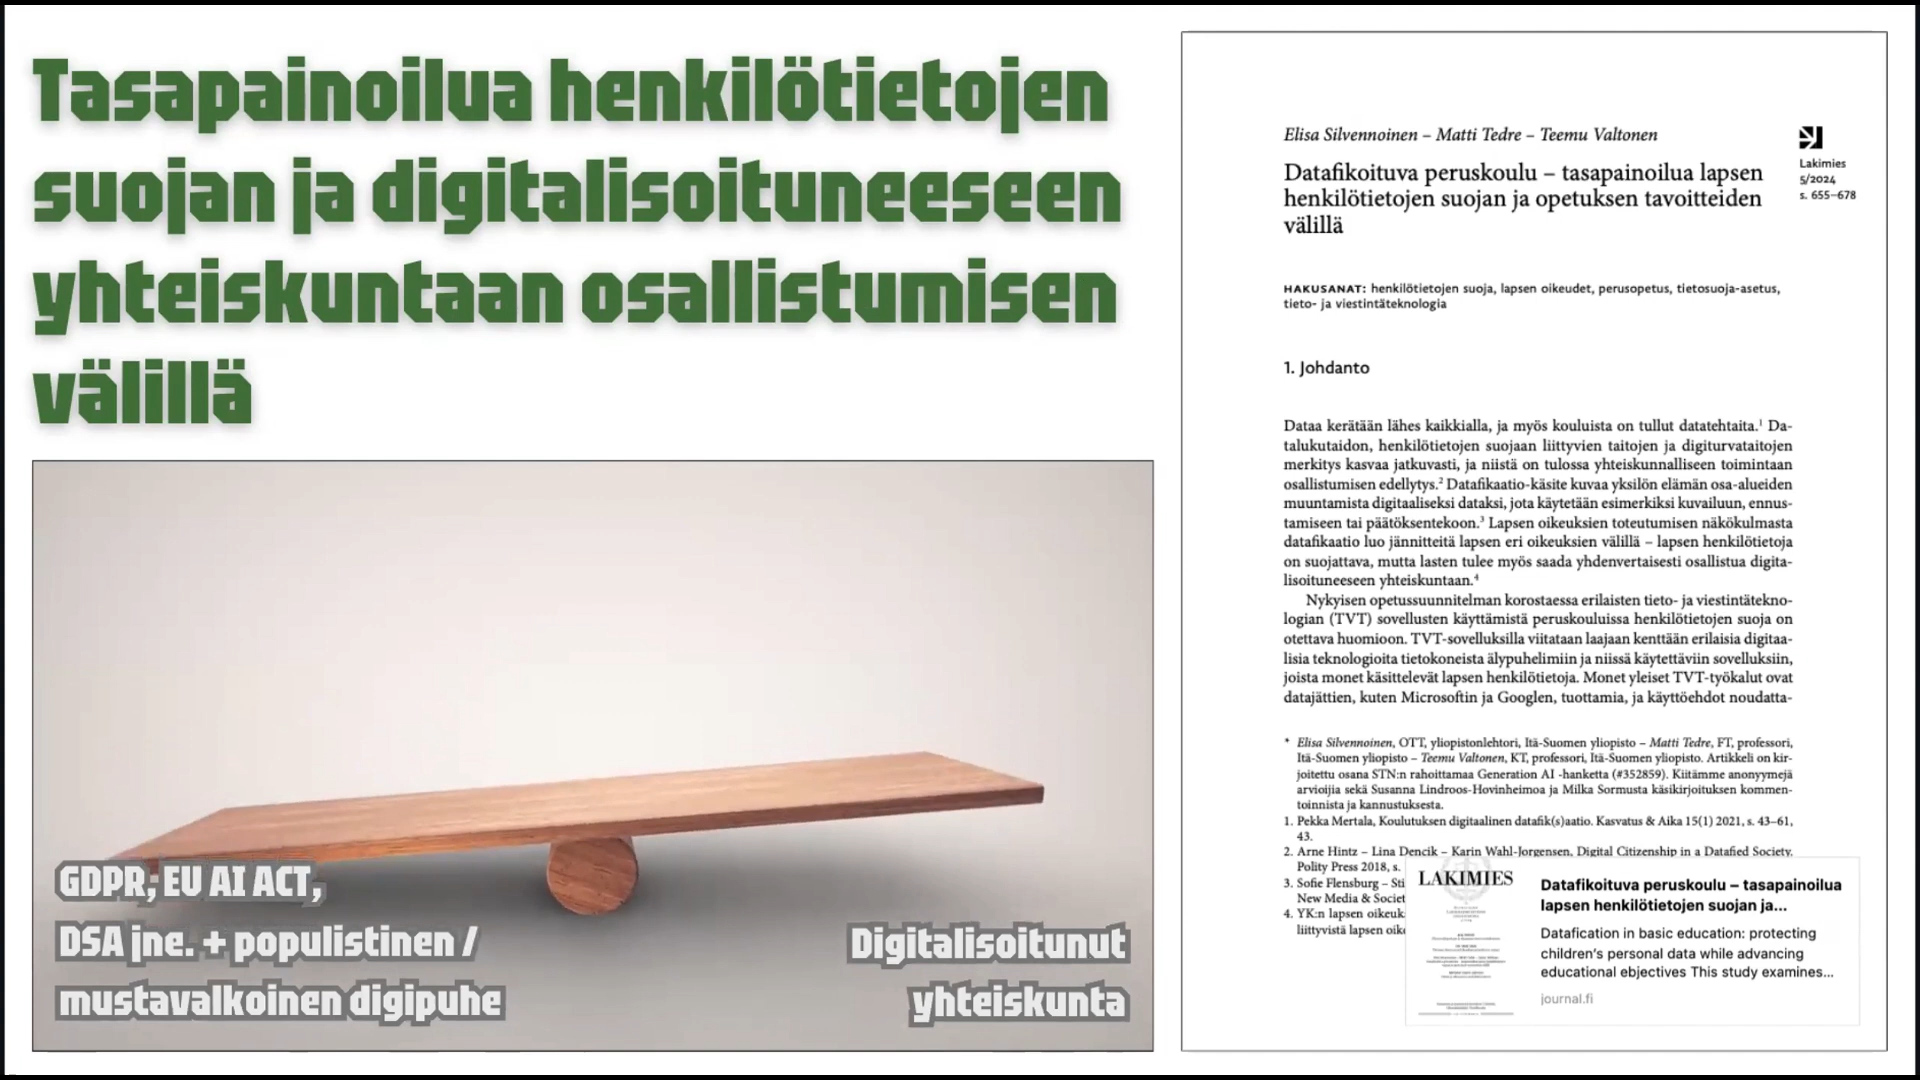 Tasapainoilua henkilötietojen
suojan ja digitalisoituneeseen
yhteiskuntaan osallistumisen
välillä
GDPR, EU AI ACT,
DSA jne. + populistinen /
mustavalkoinen digipuhe
Digitalisoitunut
yhteiskunta
Elisa Silvennoinen – Matti Tedre – Teemu Valtonen
Datafikoituva peruskoulu – tasapainoilua lapsen
henkilötietojen suojan ja opetuksen tavoitteiden
välillä
Lakimies
5/2024
s. 655–678
HAKUSANAT: henkilötietojen suoja, lapsen oikeudet, perusopetus, tietosuoja-asetus,
tieto- ja viestintäteknologia
1. Johdanto
Dataa kerätään lähes kaikkialla, ja myös kouluista on tullut datatehtaita.¹ Da-
talukutaidon, henkilötietojen suojaan liittyvien taitojen ja digiturvataitojen
merkitys kasvaa jatkuvasti, ja niistä on tulossa yhteiskunnalliseen toimintaan
osallistumisen edellytys.² Datafikaatio-käsite kuvaa yksilön elämän osa-alueiden
muuntamista digitaaliseksi dataksi, jota käytetään esimerkiksi kuvailuun, ennus-
tamiseen tai päätöksentekoon.³ Lapsen oikeuksien toteutumisen näkökulmasta
datafikaatio luo jännitteitä lapsen eri oikeuksien välillä – lapsen henkilötietoja
on suojattava, mutta lasten tulee myös saada yhdenvertaisesti osallistua digita-
lisoituneeseen yhteiskuntaan.⁴
Nykyisen opetussuunnitelman korostaessa erilaisten tieto- ja viestintätekno-
logian (TVT) sovellusten käyttämistä peruskouluissa henkilötietojen suoja on
otettava huomioon. TVT-sovelluksilla viitataan laajaan kenttään erilaisia digitaa-
lisia teknologioita tietokoneista älypuhelimiin ja niissä käytettäviin sovelluksiin,
joista monet käsittelevät lapsen henkilötietoja. Monet yleiset TVT-työkalut ovat
datajättien, kuten Microsoftin ja Googlen, tuottamia, ja käyttöehdot noudatta-
* Elisa Silvennoinen, OTT, yliopistonlehtori, Itä-Suomen yliopisto – Matti Tedre, FT, professori,
Itä-Suomen yliopisto – Teemu Valtonen, KT, professori, Itä-Suomen yliopisto. Artikkeli on kir-
joitettu osana STN:n rahoittamaa Generation AI -hanketta (#352859). Kiitämme anonyymejä
arvioijia sekä Susanna Lindroos-Hovinheimoa ja Milka Sormusta käsikirjoituksen kommen-
toinnista ja kannustuksesta.
1. Pekka Mertala, Koulutuksen digitaalinen datafik(s)aatio. Kasvatus & Aika 15(1) 2021, s. 43–61,
43.
2. Arne Hintz – Lina Dencik – Karin Wahl-Jorgensen, Digital Citizenship in a Datafied Society.
Polity Press 2018, s.
3. Sofie Flensburg – Sti
New Media & Societ
4. YK:n lapsen oikeuk
liittyvistä lapsen oik
LAKIMIES
Datafikoituva peruskoulu – tasapainoilua
lapsen henkilötietojen suojan ja...
Datafication in basic education: protecting
children's personal data while advancing
educational ebjectives This study examines...
journal.fi